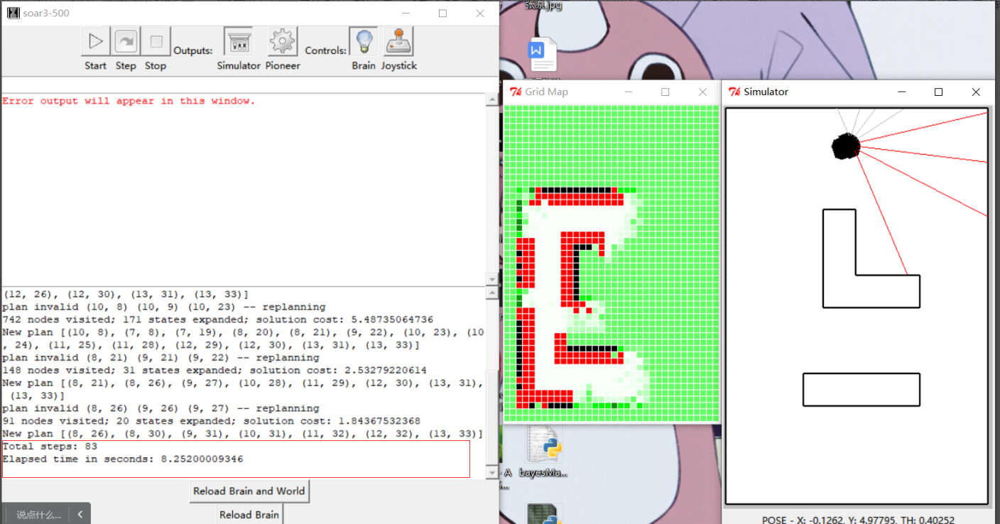 soar3-500
张京.jpg
Outputs:
Controls:
Start Step Stop Simulator Pioneer Brain Joystick
Error output will appear in this window.
(12, 26), (12, 30), (13, 31), (13, 33)]
plan invalid (10, 8) (10, 9) (10, 23) -- replanning
742 nodes visited; 171 states expanded; solution cost: 5.48735064736
New plan [(10, 8), (7, 8), (7, 19), (8, 20), (8, 21), (9, 22), (10, 23), (10
, 24), (11, 25), (11, 28), (12, 29), (12, 30), (13, 31), (13, 33)]
plan invalid (8, 21) (9, 21) (9, 22) -- replanning
148 nodes visited; 31 states expanded; solution cost: 2.53279220614
New plan [(8, 21), (8, 26), (9, 27), (10, 28), (11, 29), (12, 30), (13, 31),
(13, 33)]
plan invalid (8, 26) (9, 26) (9, 27) -- replanning
91 nodes visited; 20 states expanded; solution cost: 1.84367532368
New plan [(8, 26), (8, 30), (9, 31), (10, 31), (11, 32), (12, 32), (13, 33)]
Total steps: 83
Elapsed time in seconds: 8.25200009346
Reload Brain and World
Reload Brain
说点什么...
W
Grid Map
Simulator
bayesMa...
POSE - X: -0.1262, Y: 4.97795, TH: 0.40252